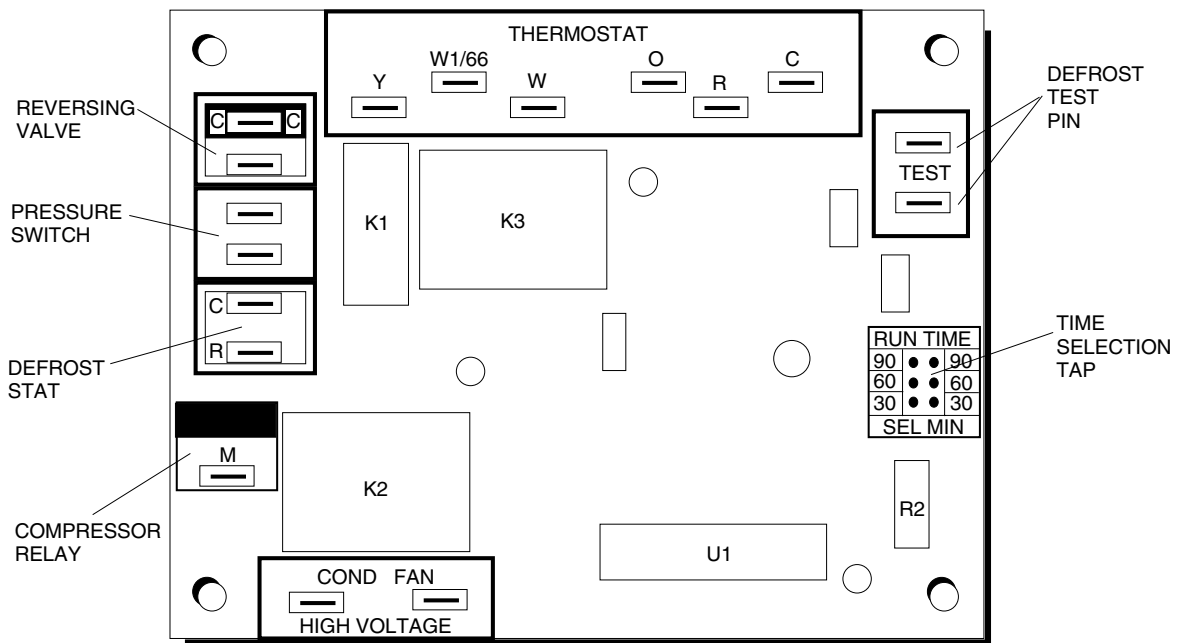 THERMOSTAT
Y
W1/66
W
O
R
C
REVERSING
VALVE
C
C
PRESSURE
SWITCH
C
R
DEFROST
STAT
M
COMPRESSOR
RELAY
K1
K3
K2
COND FAN
HIGH VOLTAGE
U1
R2
DEFROST
TEST
PIN
TEST
TIME
SELECTION
TAP
RUN TIME
90 90
60 60
30 30
SEL MIN